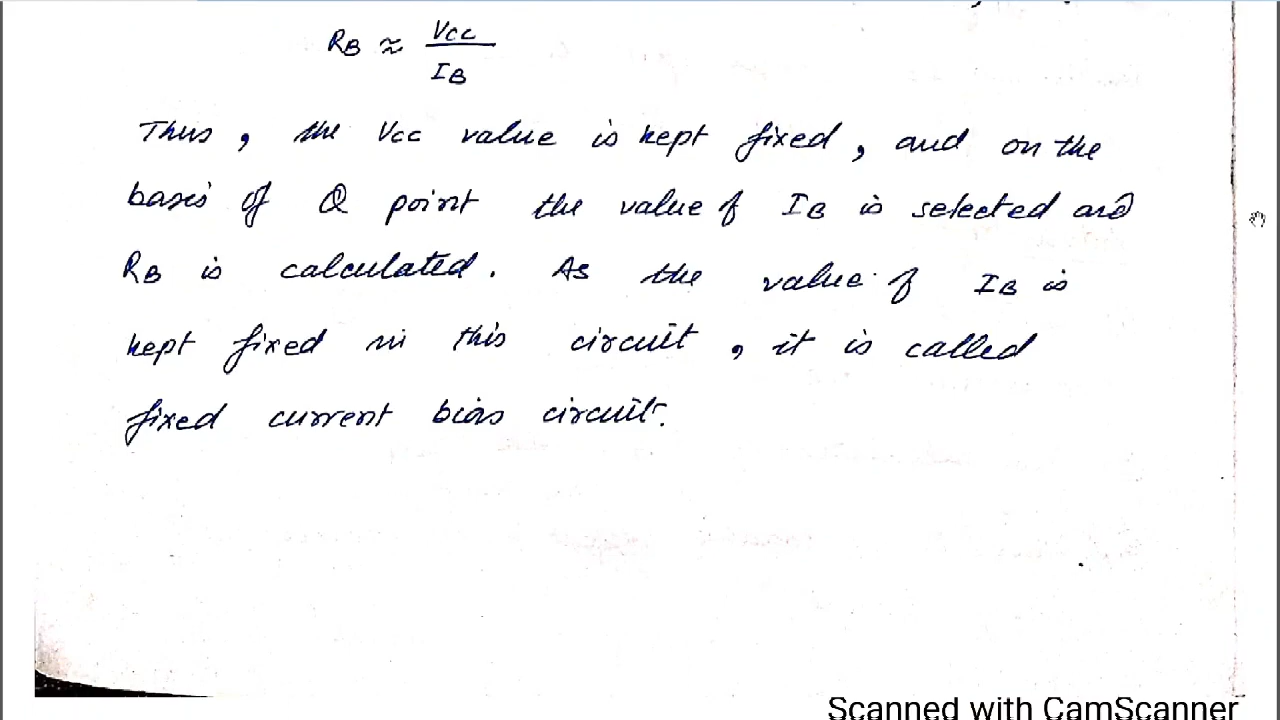 RB ≈ Vcc
IB
Thus, the Vcc value is kept fixed, and on the
basis of Q point the value of IB is selected and
RB is calculated. As the value of IB is
kept fixed in this circuit, it is called
fixed current bias circuit.
Scanned with CamScanner